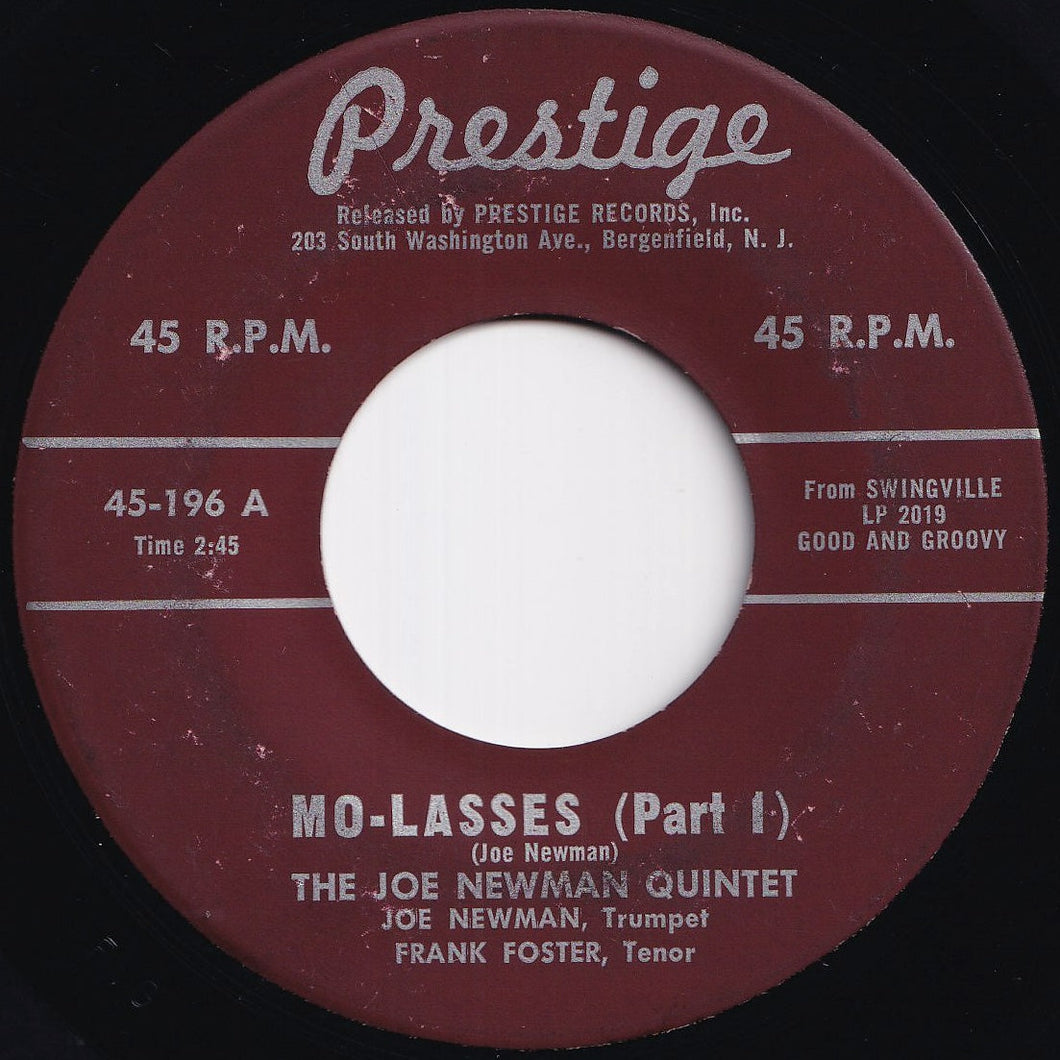 Prestige
Released by PRESTIGE RECORDS, Inc.
203 South Washington Ave., Bergenfield, N. J.
45 R.P.M.
45 R.P.M.
45-196 A
Time 2:45
From SWINGVILLE
LP 2019
GOOD AND GROOVY
MO-LASSES (Part I)
(Joe Newman)
THE JOE NEWMAN QUINTET
JOE NEWMAN, Trumpet
FRANK FOSTER, Tenor